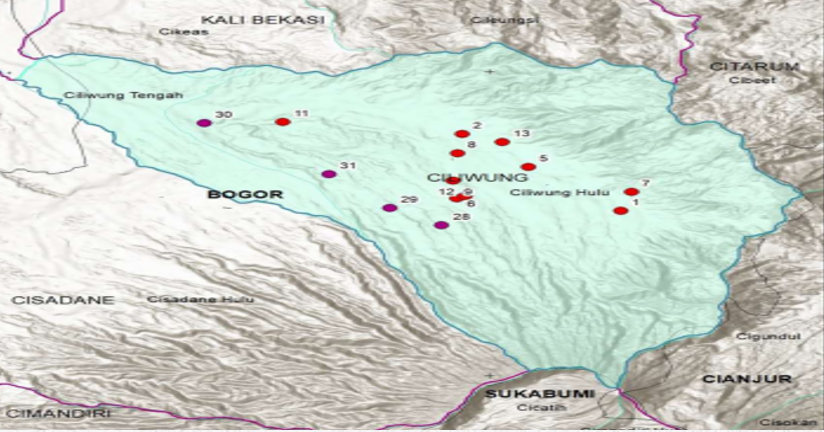 KALI BEKASI
Cileungsi
Cikeas
CITARUM
Cibeet
Ciliwung Tengah
30
11
2
13
8
5
31
CILIWUNG
7
12
9
Ciliwung Hulu
BOGOR
29
6
1
28
CISADANE
Cisadane Hulu
Cigundul
CIANJUR
SUKABUMI
Cicatih
CIMANDIRI
Cisokan